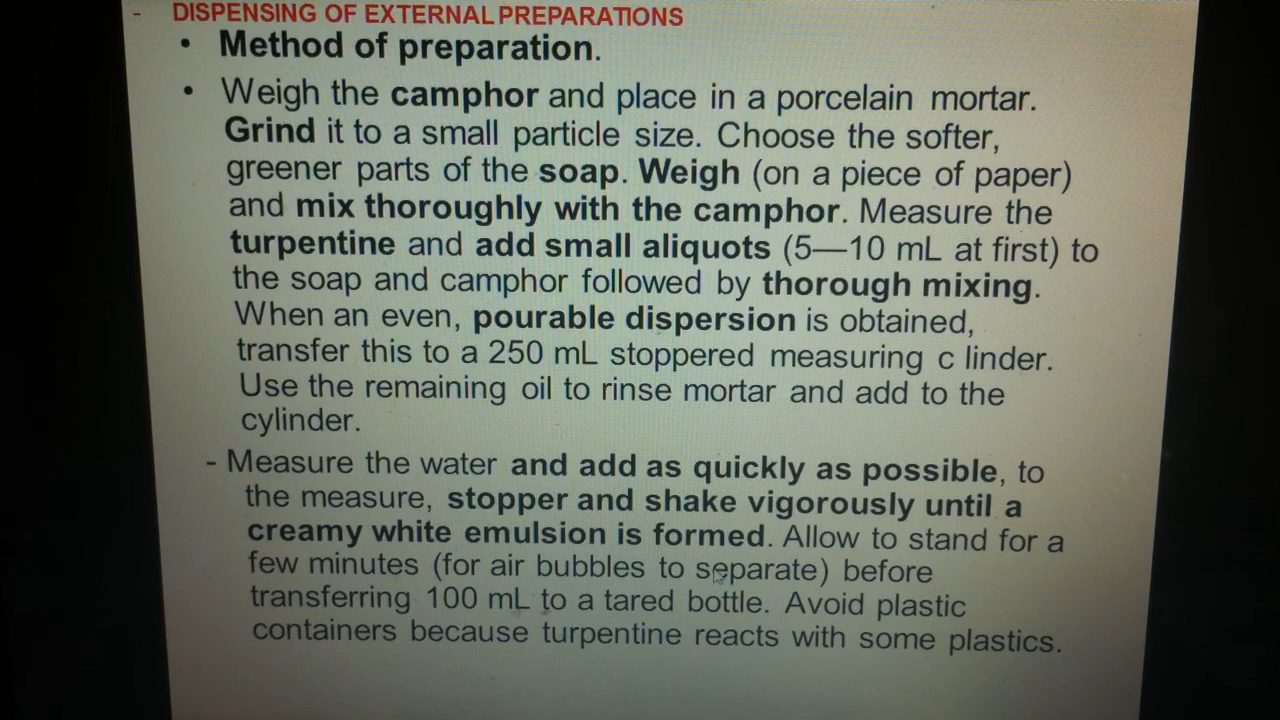 - DISPENSING OF EXTERNAL PREPARATIONS
• Method of preparation.
• Weigh the camphor and place in a porcelain mortar.
Grind it to a small particle size. Choose the softer,
greener parts of the soap. Weigh (on a piece of paper)
and mix thoroughly with the camphor. Measure the
turpentine and add small aliquots (5—10 mL at first) to
the soap and camphor followed by thorough mixing.
When an even, pourable dispersion is obtained,
transfer this to a 250 mL stoppered measuring c linder.
Use the remaining oil to rinse mortar and add to the
cylinder.
- Measure the water and add as quickly as possible, to
the measure, stopper and shake vigorously until a
creamy white emulsion is formed. Allow to stand for a
few minutes (for air bubbles to separate) before
transferring 100 mL to a tared bottle. Avoid plastic
containers because turpentine reacts with some plastics.